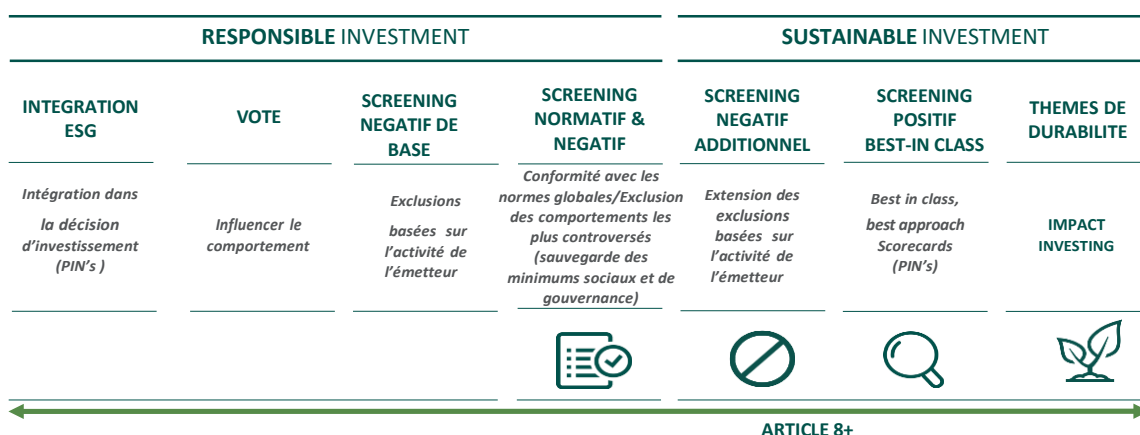 RESPONSIBLE INVESTMENT
SUSTAINABLE INVESTMENT
INTEGRATION
ESG
VOTE
SCREENING
NEGATIF DE
BASE
SCREENING
NORMATIF &
NEGATIF
SCREENING
NEGATIF
ADDITIONNEL
SCREENING
POSITIF
BEST-IN CLASS
THEMES DE
DURABILITE
Intégration dans
la décision
d’investissement
(PIN’s )
Influencer le
comportement
Exclusions
basées sur
l’activité de
l’émetteur
Conformité avec les
normes globales/Exclusion
des comportements les
plus controversés
(sauvegarde des
minimums sociaux et de
gouvernance)
Extension des
exclusions
basées sur
l’activité de
l’émetteur
Best in class,
best approach
Scorecards
(PIN’s)
IMPACT
INVESTING
ARTICLE 8+